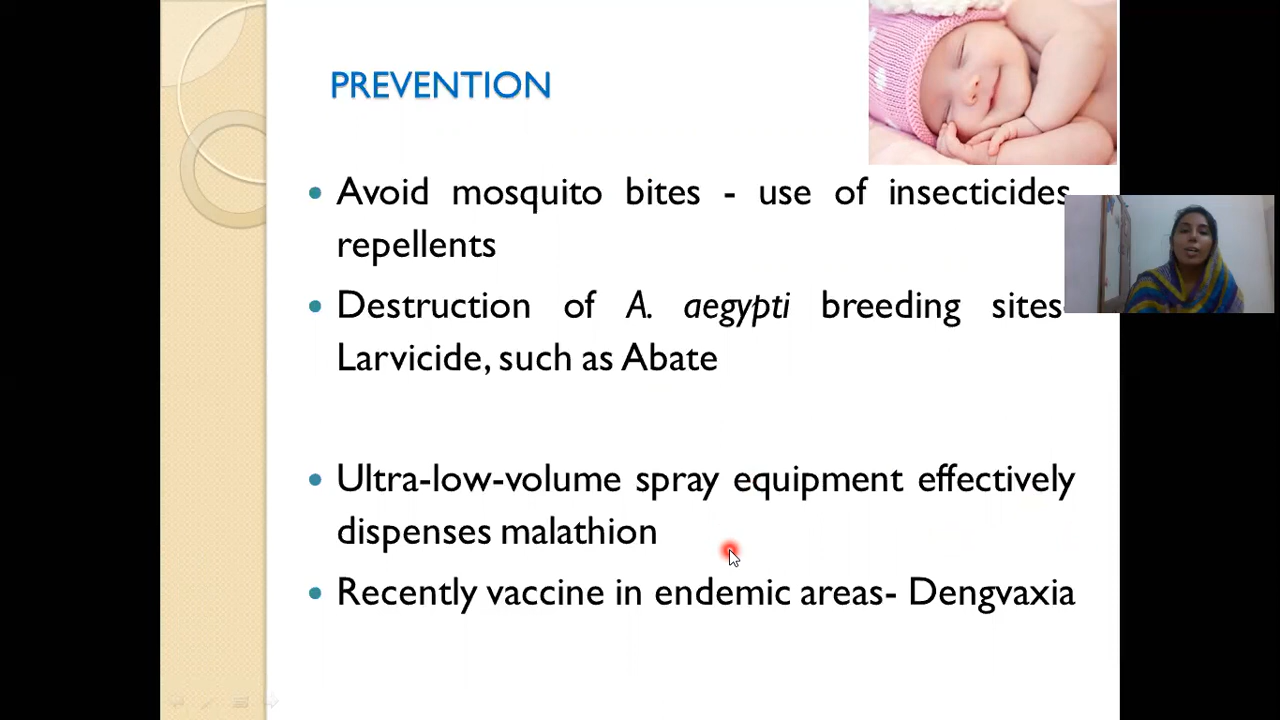 PREVENTION
Avoid mosquito bites - use of insecticides
repellents
Destruction of A. aegypti breeding sites-
Larvicide, such as Abate
Ultra-low-volume spray equipment effectively
dispenses malathion
Recently vaccine in endemic areas- Dengvaxia